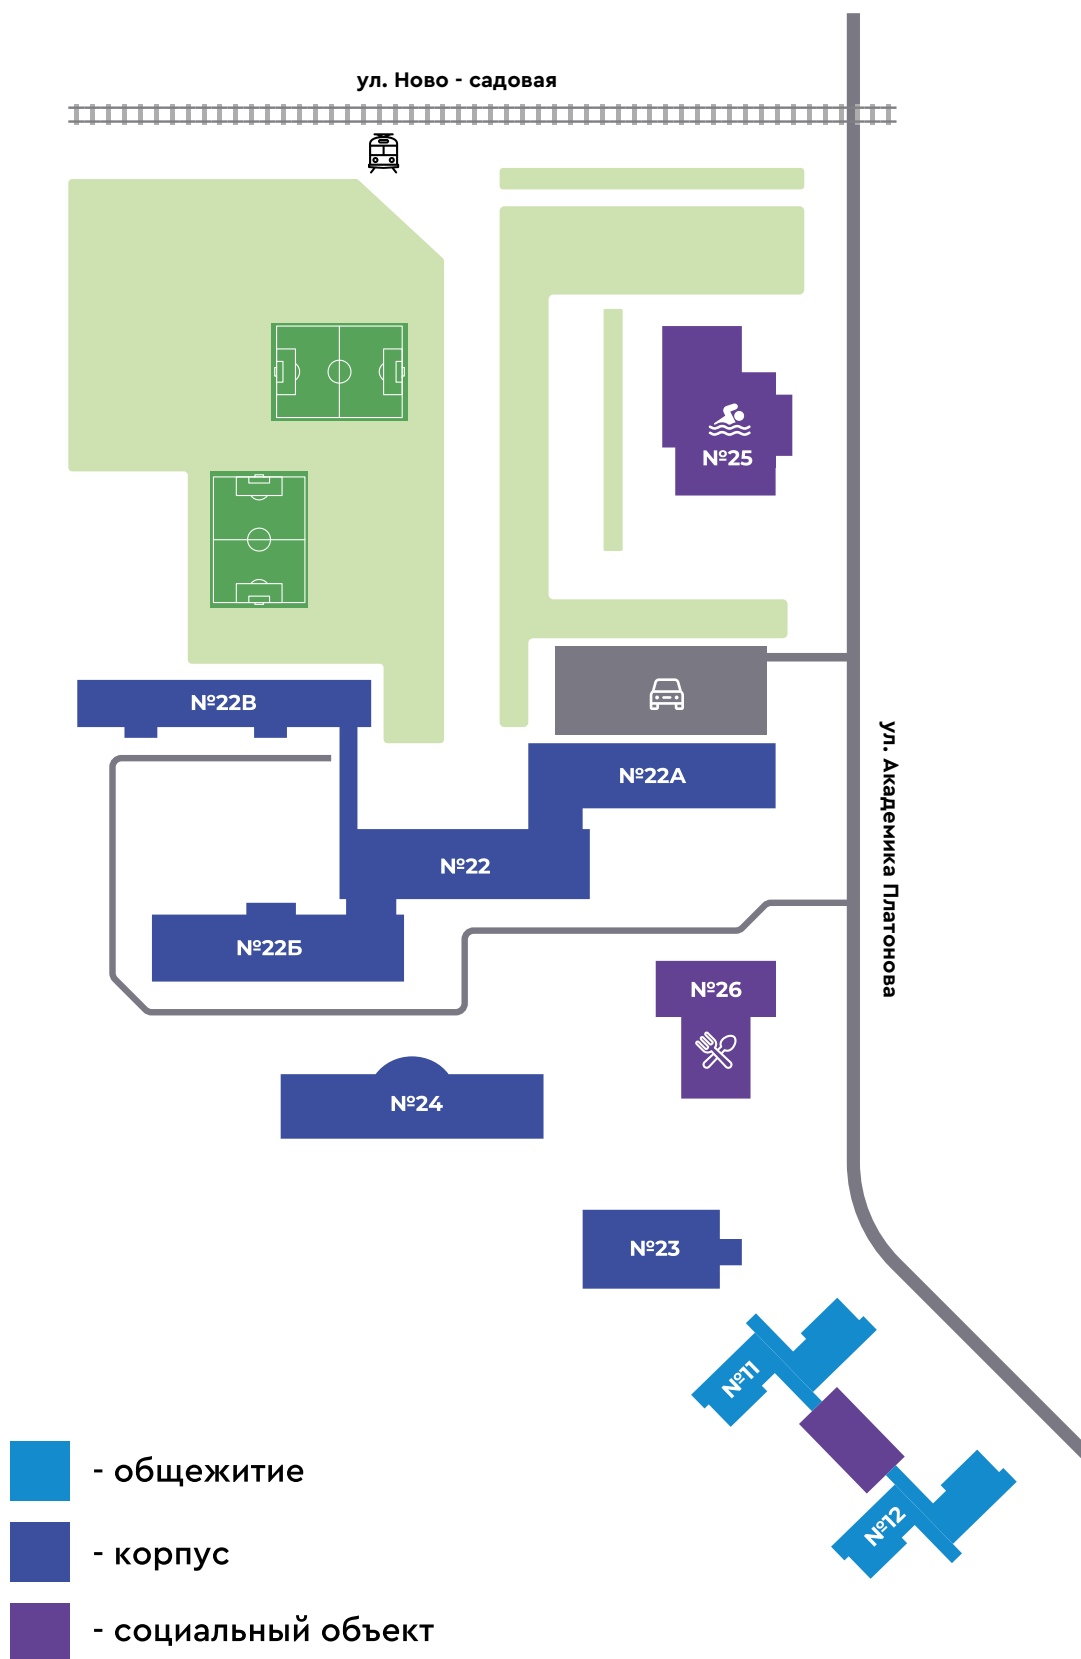 ул. Ново - садовая
№25
№22В
№22А
ул. Академика Платонова
№22
№22Б
№26
№24
№23
№11
№12
- общежитие
- корпус
- социальный объект